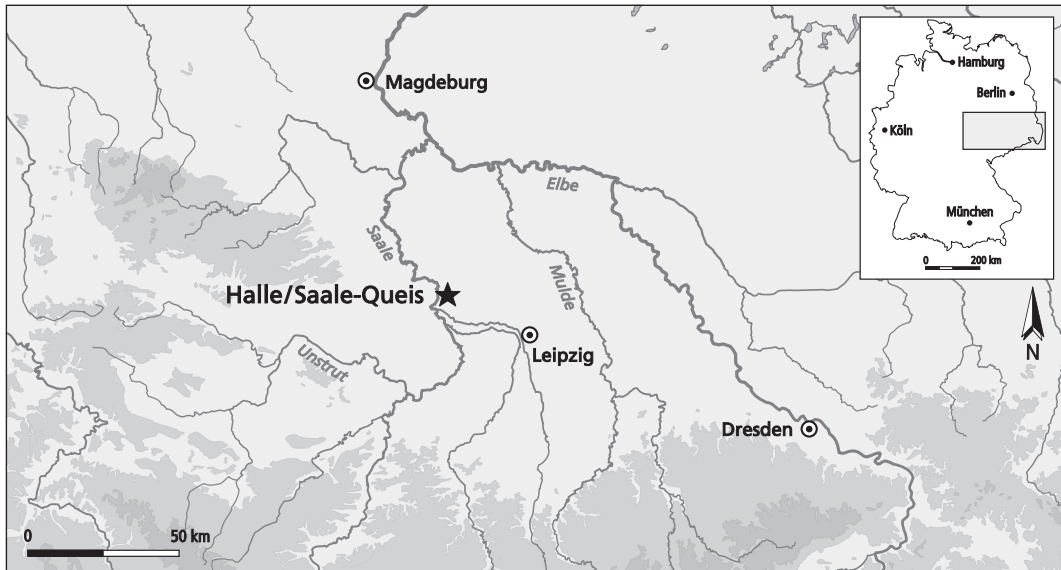 Magdeburg
Elbe
Saale
Mulde
Halle/Saale-Queis
Leipzig
Unstrut
Dresden
0 50 km
Hamburg
Berlin
Köln
München
0 200 km
N